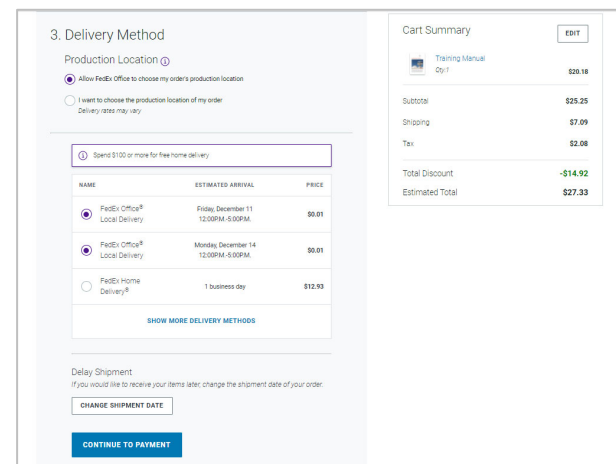 3. Delivery Method
Production Location
Allow FedEx Office to choose my order's production location
I want to choose the production location of my order
Delivery rates may vary
Spend $100 or more for free home delivery
NAME ESTIMATED ARRIVAL PRICE
FedEx Office® Friday, December 11 $0.01
Local Delivery 12:00P.M.-5:00P.M.
FedEx Office® Monday, December 14 $0.01
Local Delivery 12:00P.M.-5:00P.M.
FedEx Home 1 business day $12.93
Delivery®
SHOW MORE DELIVERY METHODS
Delay Shipment
If you would like to receive your items later, change the shipment date of your order.
CHANGE SHIPMENT DATE
CONTINUE TO PAYMENT
Cart Summary EDIT
Training Manual
Qty:1 $20.18
Subtotal $25.25
Shipping $7.09
Tax $2.08
Total Discount -$14.92
Estimated Total $27.33